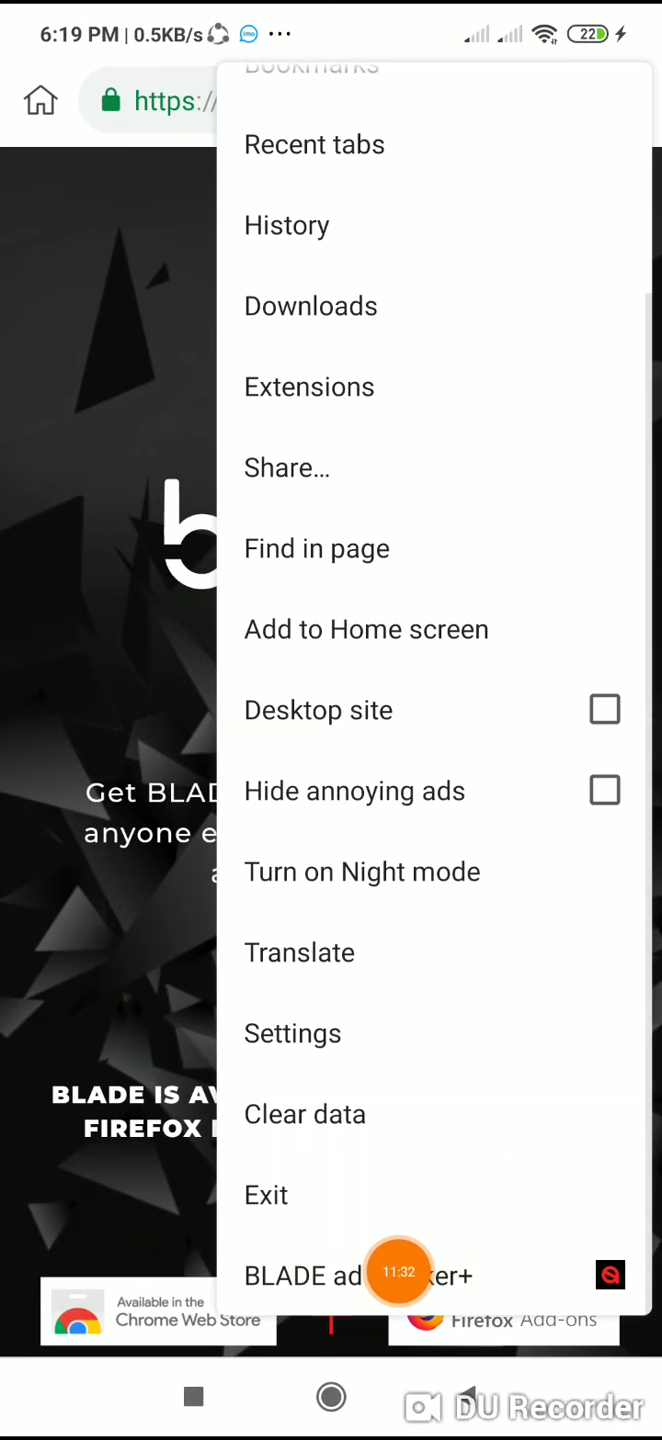 6:19 PM | 0.5KB/s
22
https://
Bookmarks
Recent tabs
History
Downloads
Extensions
Share...
Find in page
Add to Home screen
Desktop site
Hide annoying ads
Turn on Night mode
Translate
Settings
Clear data
Exit
BLADE ad ker+
11:32
b
Get BLAD
anyone e
a
BLADE IS AV
FIREFOX
Available in the
Chrome Web Store
Firefox Add-ons
DU Recorder